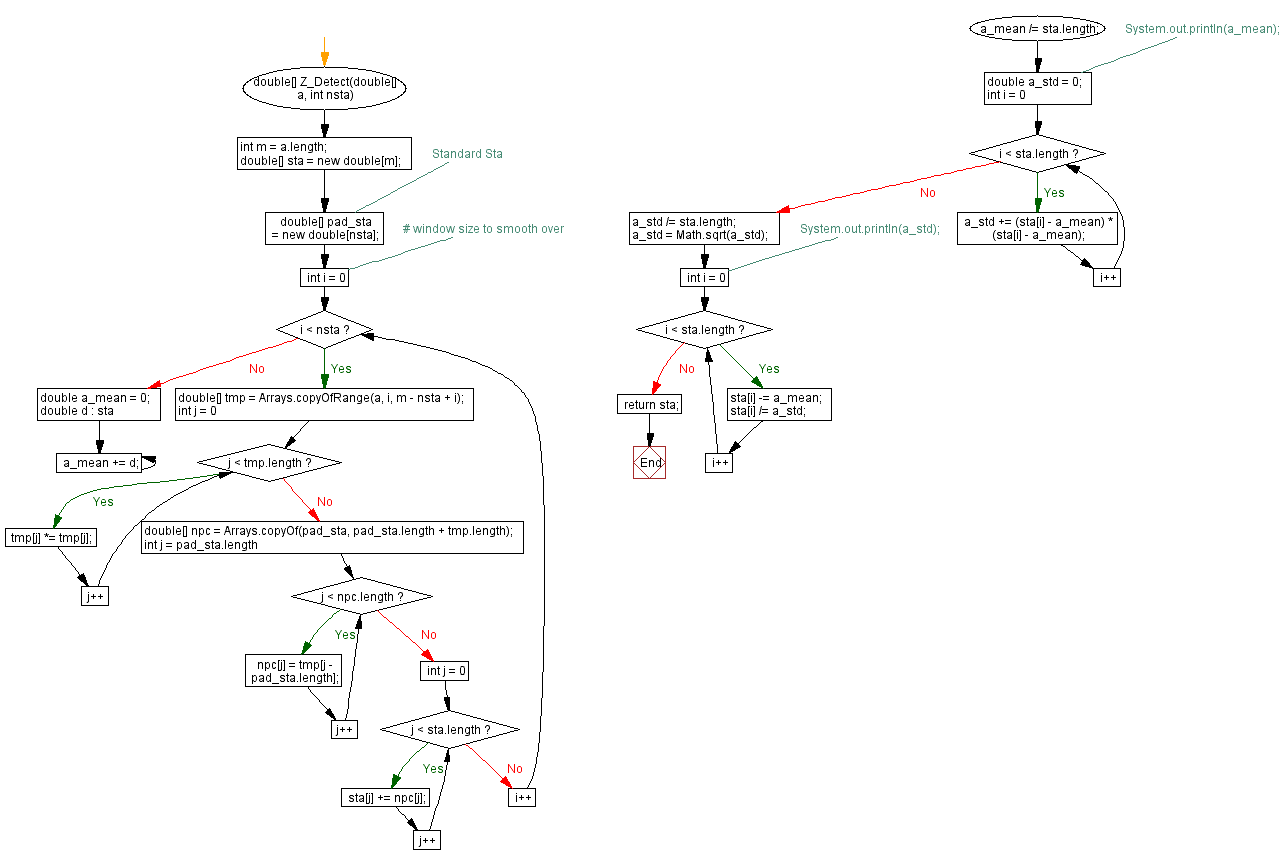 double[] Z_Detect(double[]
a, int nsta)
int m = a.length;
double[] sta = new double[m];
Standard Sta
double[] pad_sta
= new double[nsta];
# window size to smooth over
int i = 0
i < nsta ?
No
Yes
double a_mean = 0;
double d : sta
double[] tmp = Arrays.copyOfRange(a, i, m - nsta + i);
int j = 0
a_mean += d;
j < tmp.length ?
Yes
No
tmp[j] *= tmp[j];
double[] npc = Arrays.copyOf(pad_sta, pad_sta.length + tmp.length);
int j = pad_sta.length
j++
j < npc.length ?
Yes
No
npc[j] = tmp[j -
pad_sta.length];
int j = 0
j++
j < sta.length ?
Yes
No
sta[j] += npc[j];
i++
j++
a_mean /= sta.length;
System.out.println(a_mean);
double a_std = 0;
int i = 0
i < sta.length ?
No
Yes
a_std /= sta.length;
a_std = Math.sqrt(a_std);
a_std += (sta[i] - a_mean) *
(sta[i] - a_mean);
System.out.println(a_std);
int i = 0
i++
i < sta.length ?
No
Yes
return sta;
sta[i] -= a_mean;
sta[i] /= a_std;
End
i++